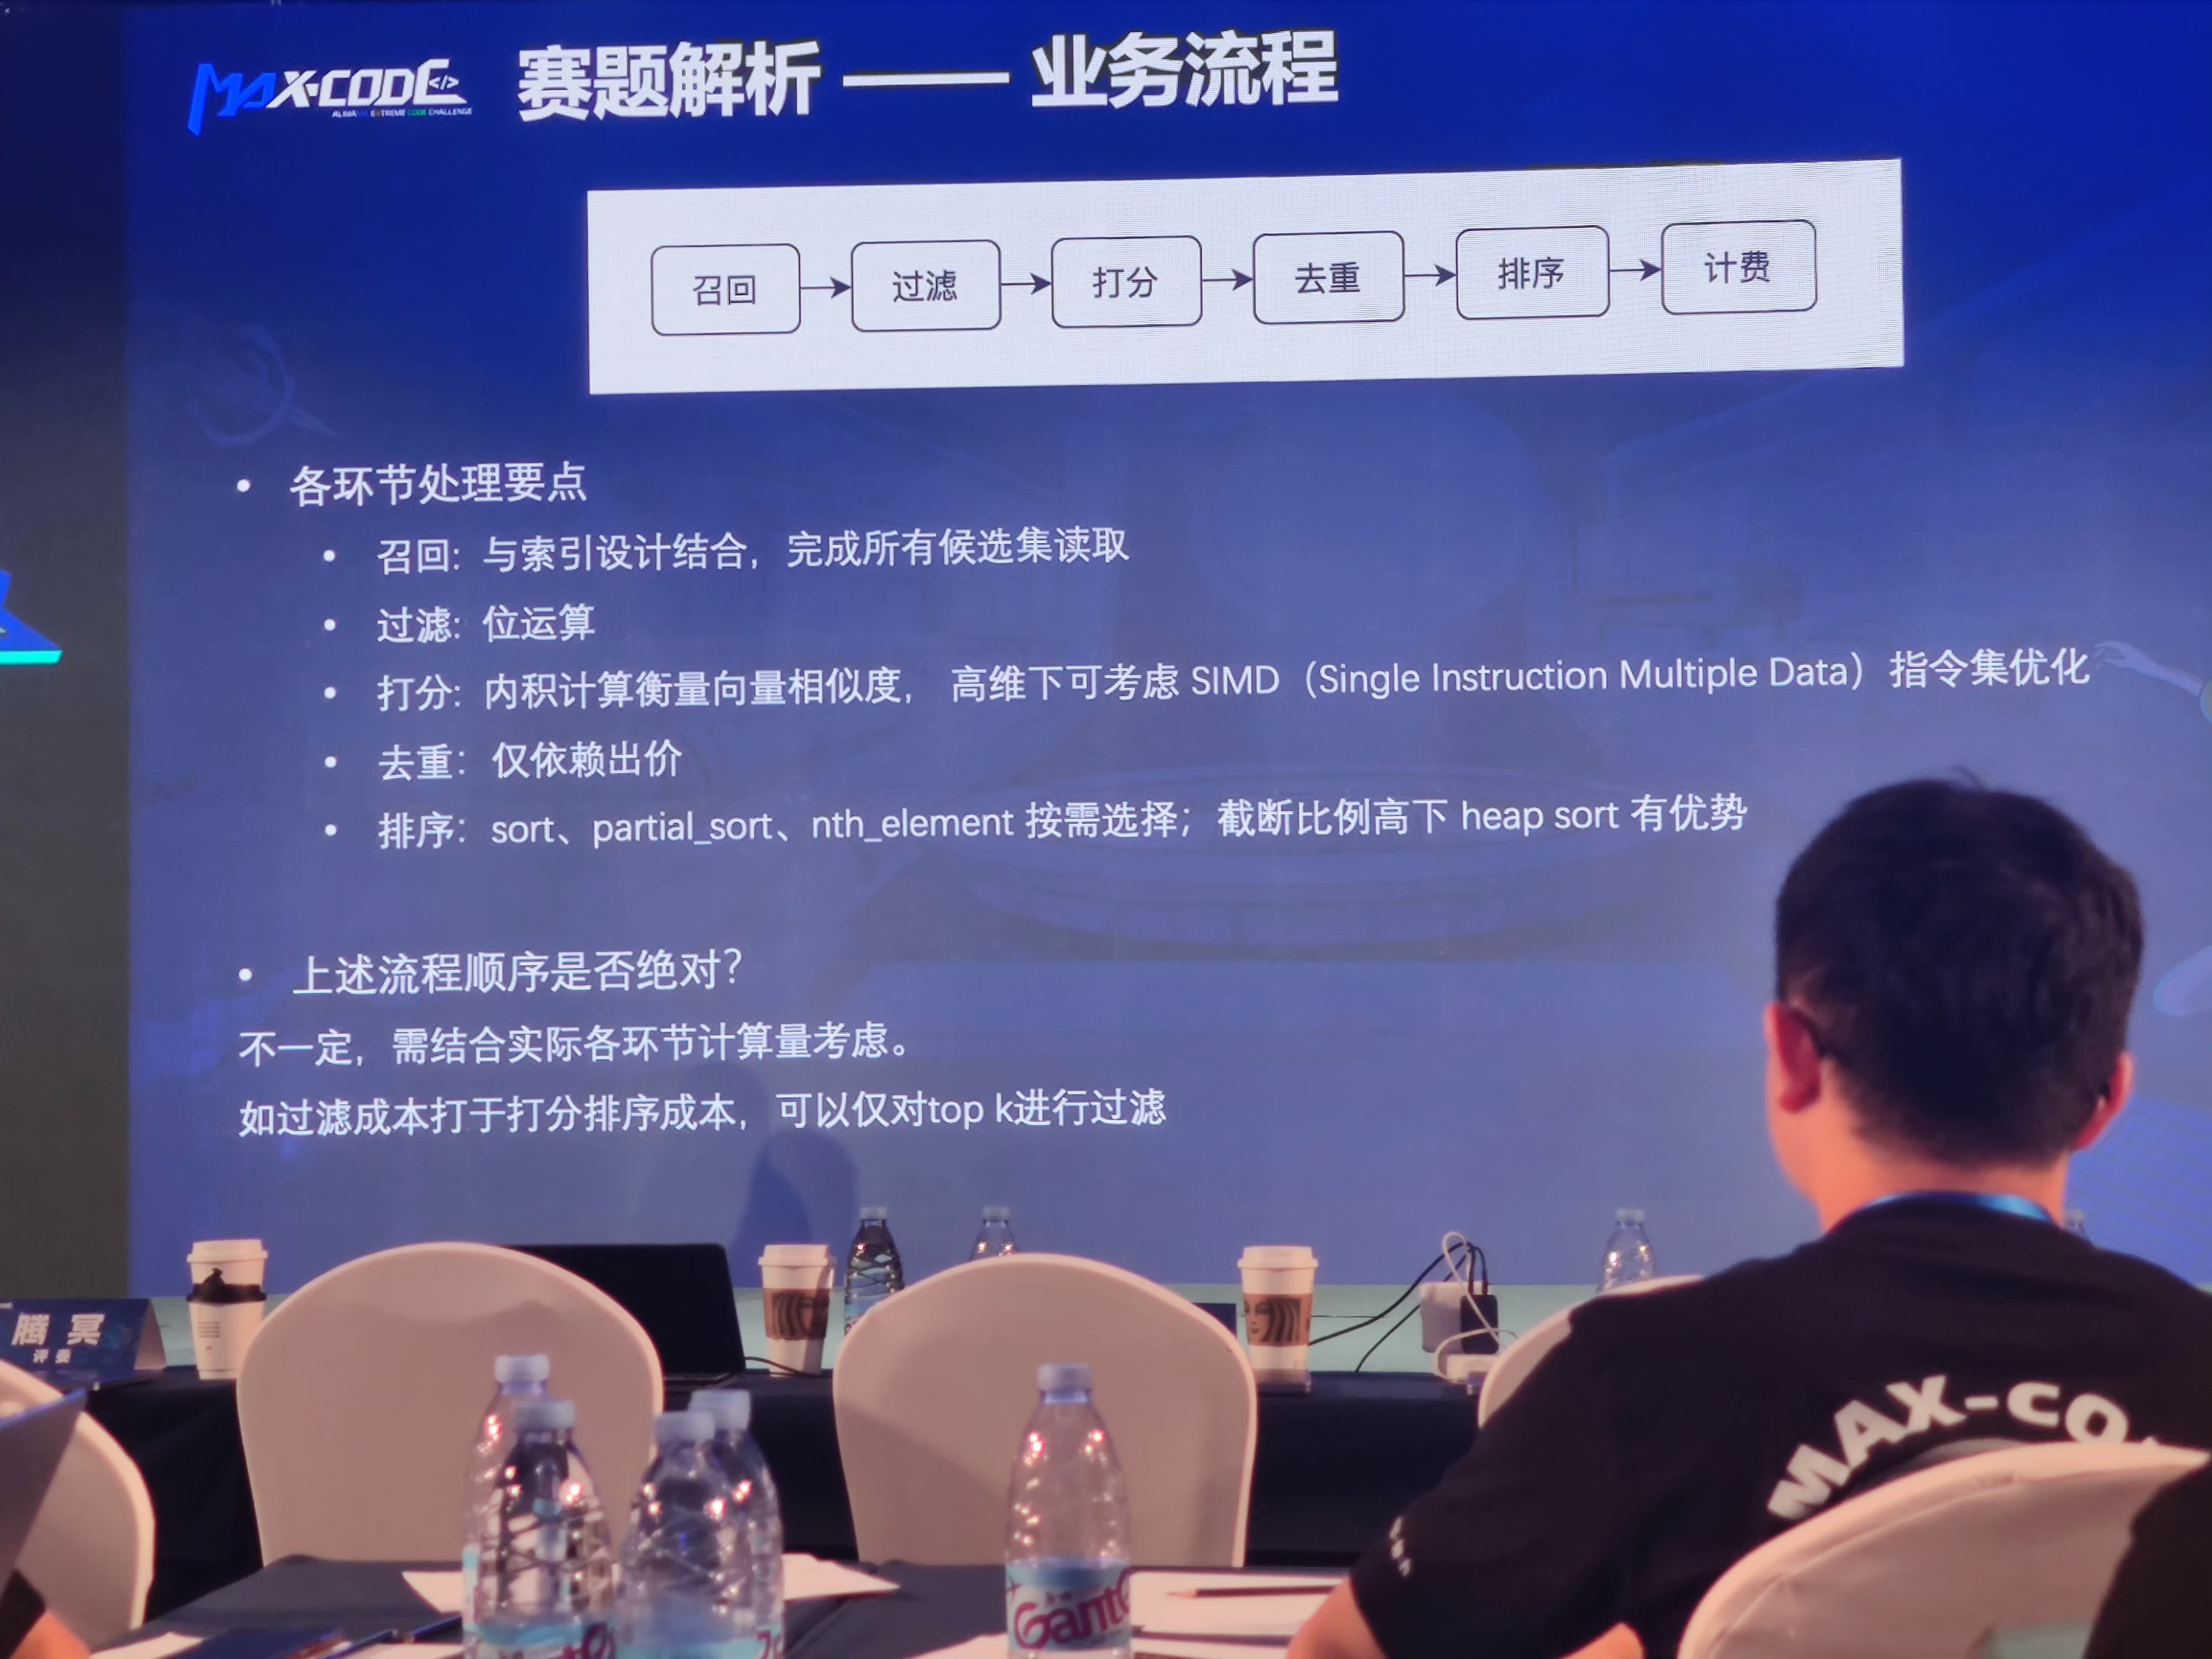 MAX-CODE</>
ALIMAMA EXTREME CODE CHALLENGE
赛题解析 —— 业务流程
召回 过滤 打分 去重 排序 计费
• 各环节处理要点
• 召回: 与索引设计结合，完成所有候选集读取
• 过滤: 位运算
• 打分: 内积计算衡量向量相似度， 高维下可考虑 SIMD（Single Instruction Multiple Data）指令集优化
• 去重：仅依赖出价
• 排序：sort、partial_sort、nth_element 按需选择；截断比例高下 heap sort 有优势
• 上述流程顺序是否绝对？
不一定，需结合实际各环节计算量考虑。
如过滤成本打于打分排序成本，可以仅对top k进行过滤
腾 冥
评委
MAX-CO
Gant